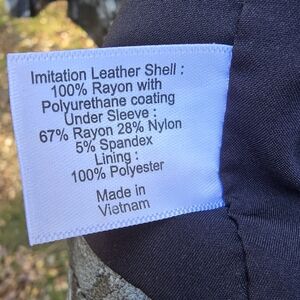 Imitation Leather Shell :
100% Rayon with
Polyurethane coating
Under Sleeve :
67% Rayon 28% Nylon
5% Spandex
Lining :
100% Polyester
Made in
Vietnam